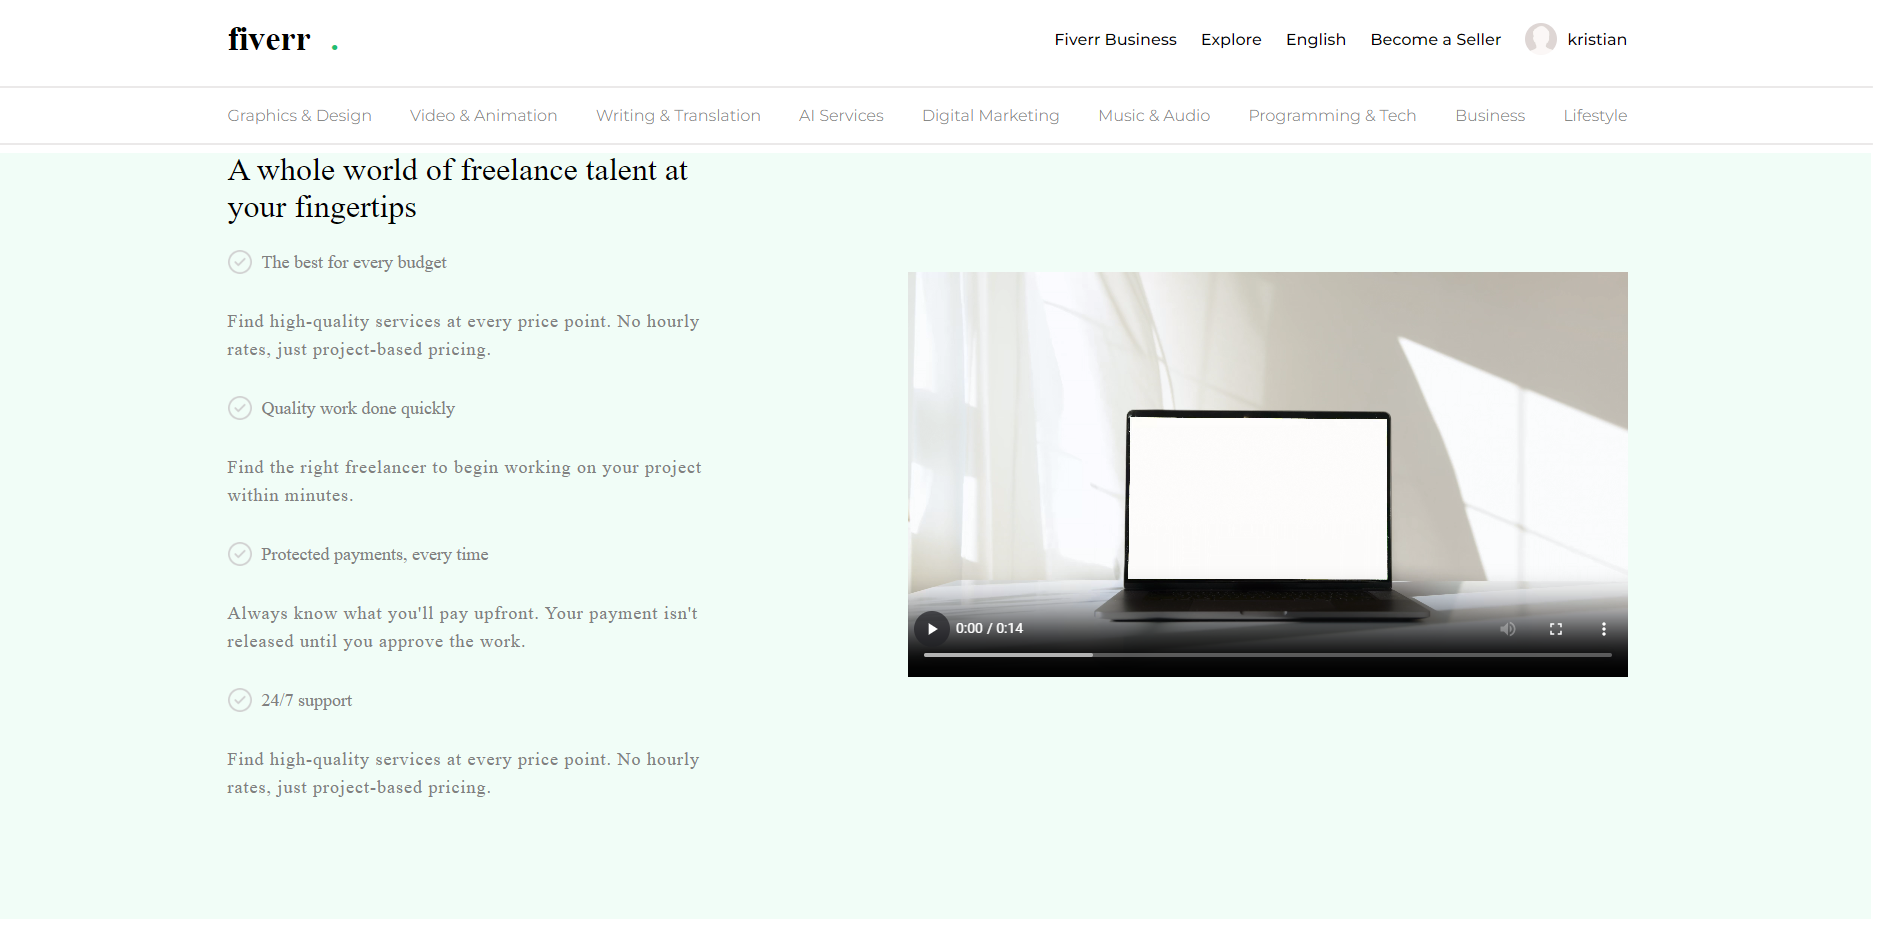 fiverr .
Fiverr Business Explore English Become a Seller kristian
Graphics & Design Video & Animation Writing & Translation AI Services Digital Marketing Music & Audio Programming & Tech Business Lifestyle
A whole world of freelance talent at
your fingertips
The best for every budget
Find high-quality services at every price point. No hourly
rates, just project-based pricing.
Quality work done quickly
Find the right freelancer to begin working on your project
within minutes.
Protected payments, every time
Always know what you'll pay upfront. Your payment isn't
released until you approve the work.
24/7 support
Find high-quality services at every price point. No hourly
rates, just project-based pricing.
0:00 / 0:14